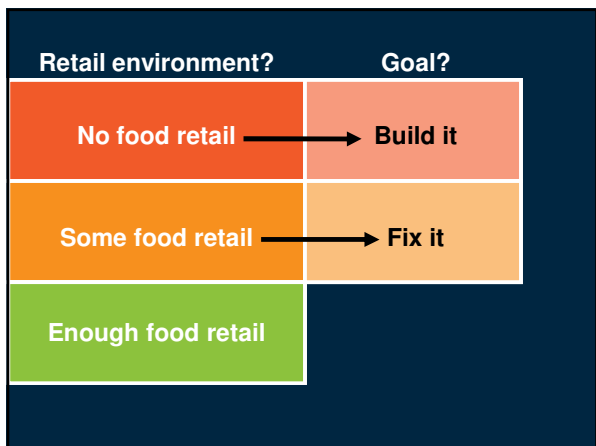 Retail environment? Goal?
No food retail Build it
Some food retail Fix it
Enough food retail